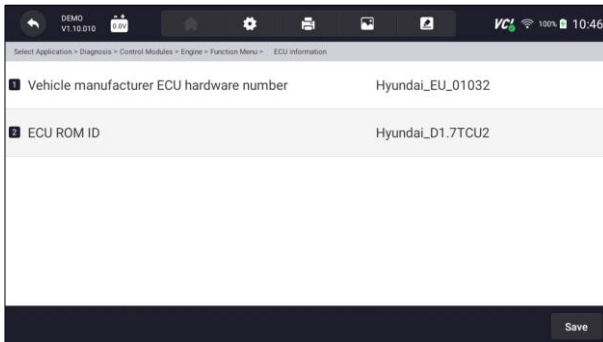 DEMO
V1.10.010
0.0V
VCI 100% 10:46
Select Application > Diagnosis > Control Modules > Engine > Function Menu > ECU information
1 Vehicle manufacturer ECU hardware number Hyundai_EU_01032
2 ECU ROM ID Hyundai_D1.7TCU2
Save